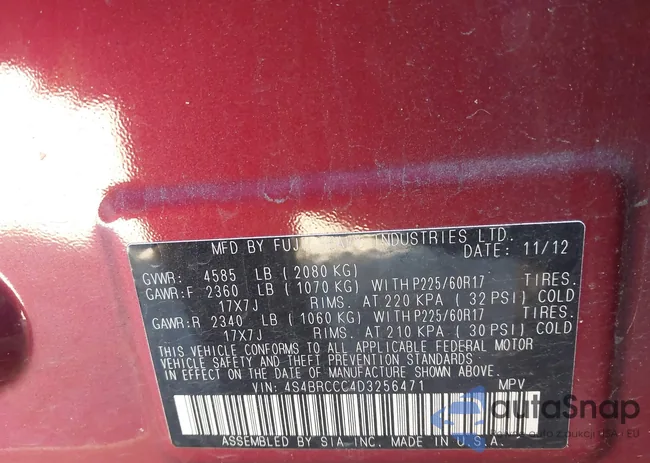 MFD BY FUJI HEAVY INDUSTRIES LTD.
DATE: 11/12
GVWR: 4585 LB ( 2080 KG)
GAWR:F 2360 LB ( 1070 KG) WITH P225/60R17 TIRES.
17X7J RIMS. AT 220 KPA ( 32 PSI) COLD
GAWR:R 2340 LB ( 1060 KG) WITH P225/60R17 TIRES.
17X7J RIMS. AT 210 KPA ( 30 PSI) COLD
THIS VEHICLE CONFORMS TO ALL APPLICABLE FEDERAL MOTOR
VEHICLE SAFETY AND THEFT PREVENTION STANDARDS
IN EFFECT ON THE DATE OF MANUFACTURE SHOWN ABOVE.
VIN: 4S4BRCCC4D3256471 MPV
ASSEMBLED BY SIA INC. MADE IN U.S.A.
autoSnap